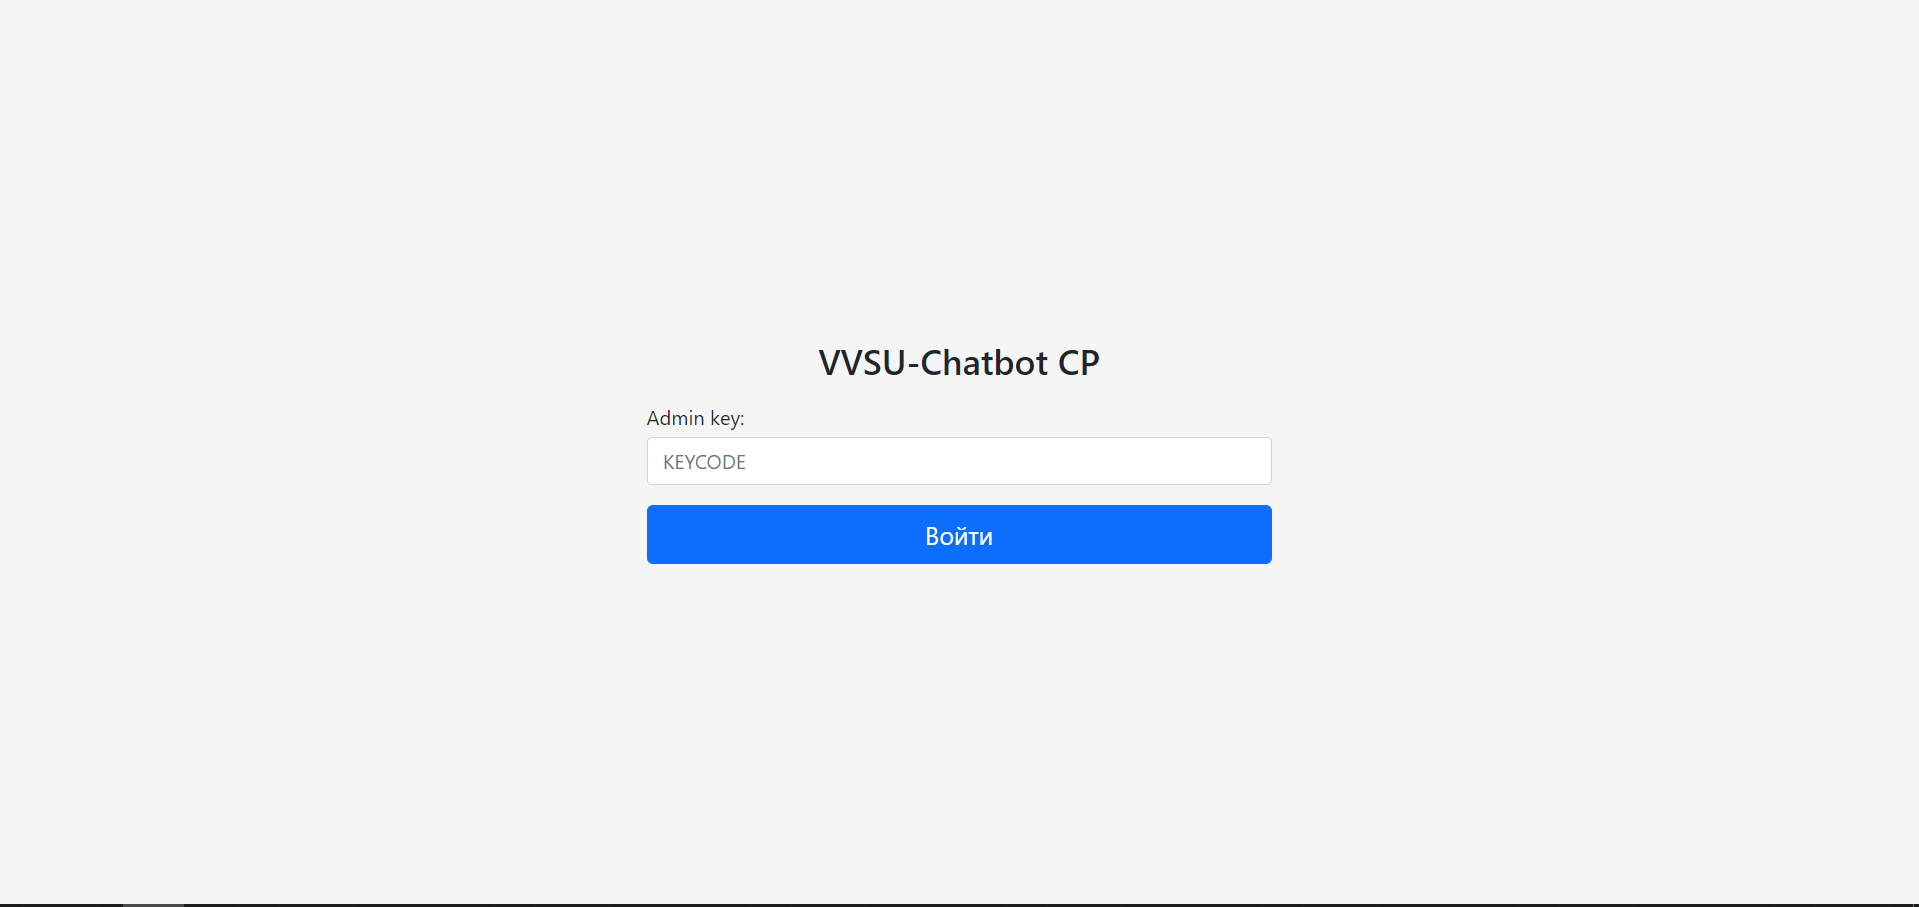 VVSU-Chatbot CP
Admin key:
KEYCODE
Войти